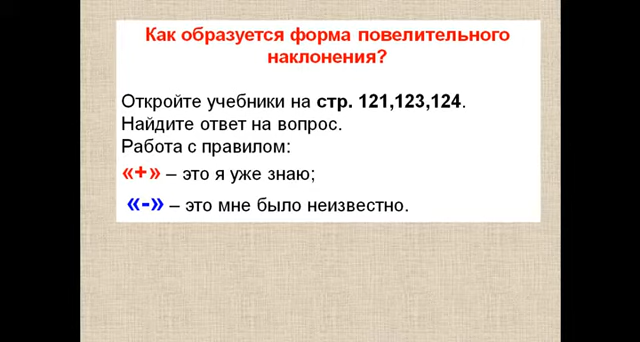 Как образуется форма повелительного
наклонения?
Откройте учебники на стр. 121,123,124.
Найдите ответ на вопрос.
Работа с правилом:
«+» – это я уже знаю;
«-» – это мне было неизвестно.